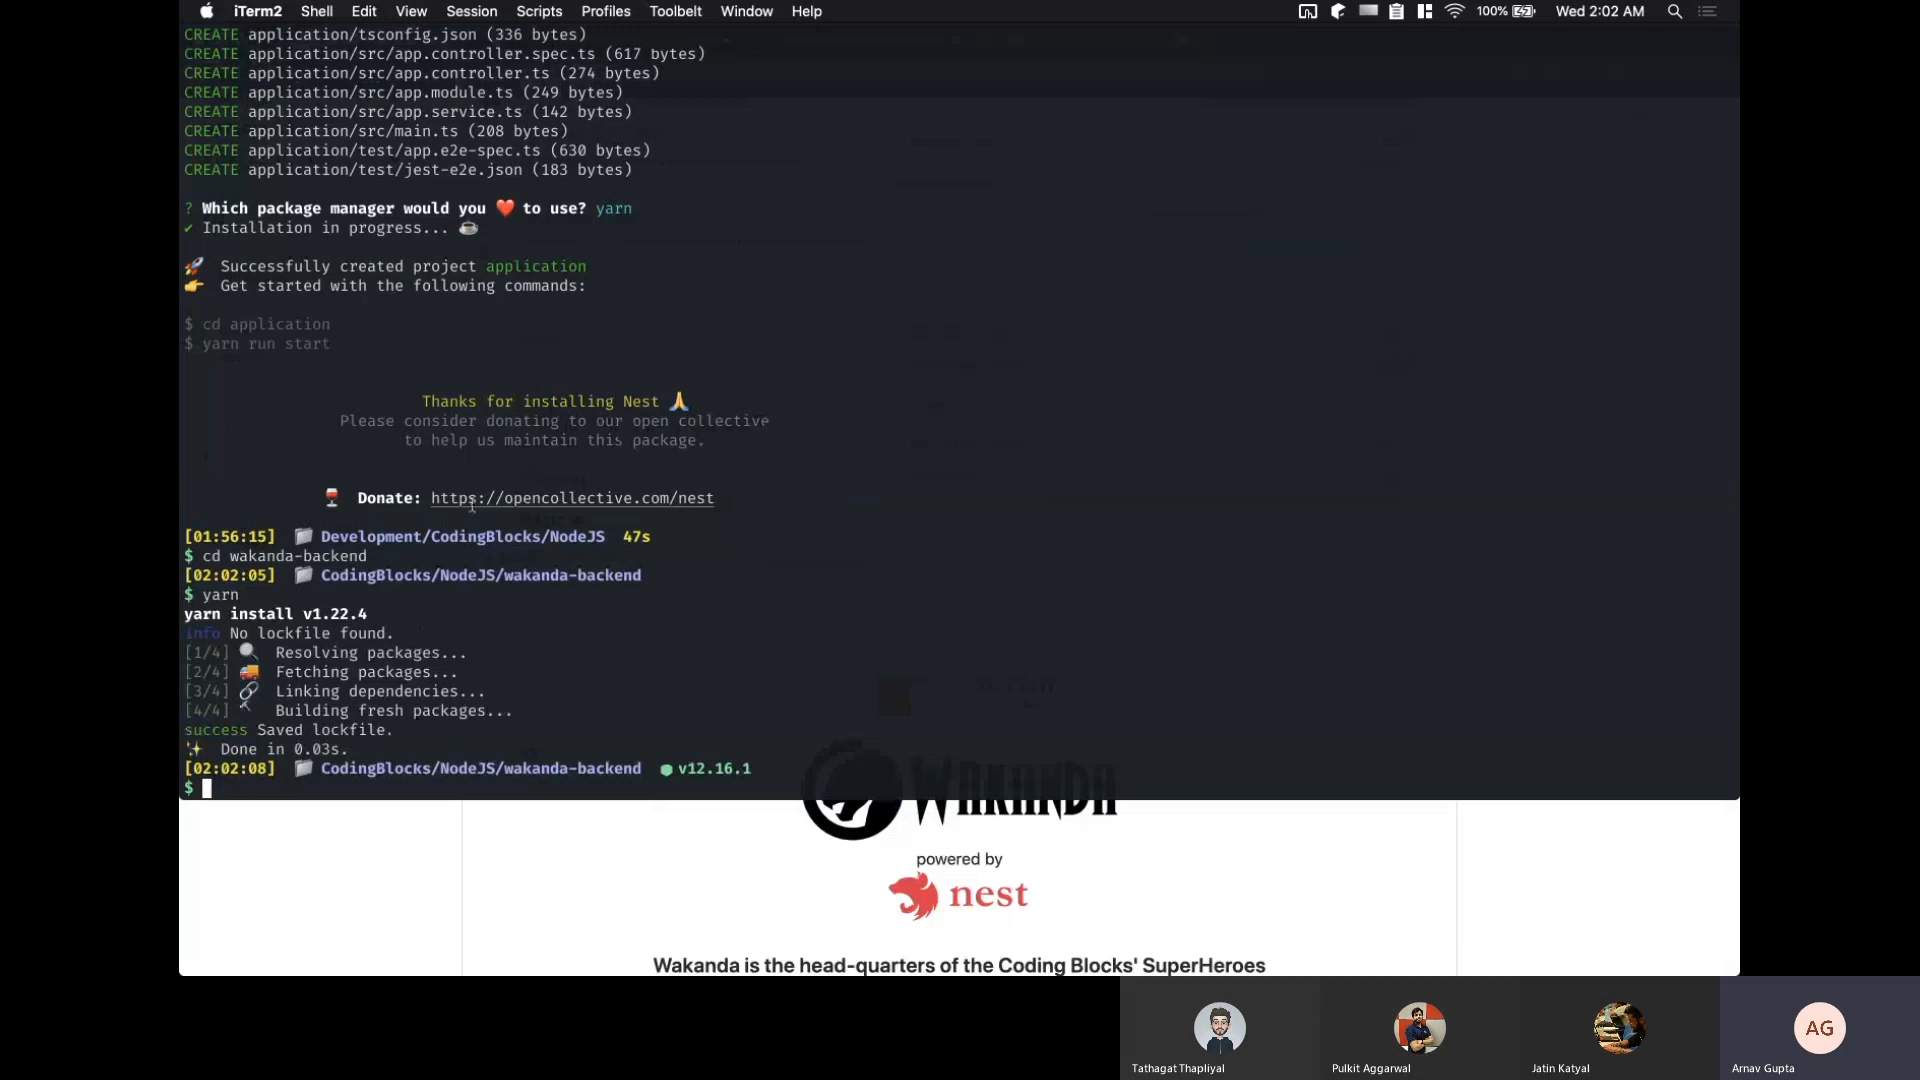 iTerm2 Shell Edit View Session Scripts Profiles Toolbelt Window Help 100% Wed 2:02 AM
CREATE application/tsconfig.json (336 bytes)
CREATE application/src/app.controller.spec.ts (617 bytes)
CREATE application/src/app.controller.ts (274 bytes)
CREATE application/src/app.module.ts (249 bytes)
CREATE application/src/app.service.ts (142 bytes)
CREATE application/src/main.ts (208 bytes)
CREATE application/test/app.e2e-spec.ts (630 bytes)
CREATE application/test/jest-e2e.json (183 bytes)
? Which package manager would you ❤️ to use? yarn
✔ Installation in progress... ☕
🚀 Successfully created project application
👉 Get started with the following commands:
$ cd application
$ yarn run start
Thanks for installing Nest 🙏
Please consider donating to our open collective
to help us maintain this package.
🍷 Donate: https://opencollective.com/nest
[01:56:15] 📁 Development/CodingBlocks/NodeJS 47s
$ cd wakanda-backend
[02:02:05] 📁 CodingBlocks/NodeJS/wakanda-backend
$ yarn
yarn install v1.22.4
info No lockfile found.
[1/4] 🔍 Resolving packages...
[2/4] 🚚 Fetching packages...
[3/4] 🔗 Linking dependencies...
[4/4] 🔨 Building fresh packages...
success Saved lockfile.
✨ Done in 0.03s.
[02:02:08] 📁 CodingBlocks/NodeJS/wakanda-backend ⬢ v12.16.1
$
WAKANDA
powered by
nest
Wakanda is the head-quarters of the Coding Blocks' SuperHeroes
AG
Tathagat Thapliyal Pulkit Aggarwal Jatin Katyal Arnav Gupta